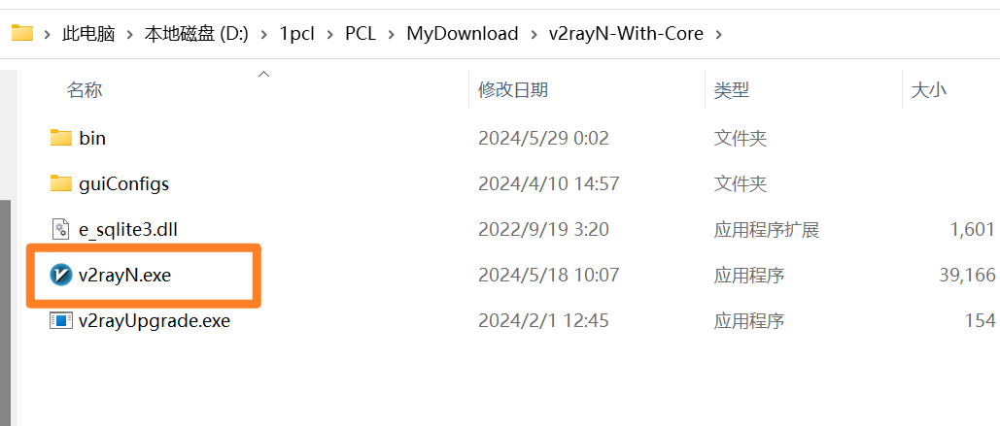 此电脑 › 本地磁盘 (D:) › 1pcl › PCL › MyDownload › v2rayN-With-Core ›
名称 修改日期 类型 大小
bin 2024/5/29 0:02 文件夹
guiConfigs 2024/4/10 14:57 文件夹
e_sqlite3.dll 2022/9/19 3:20 应用程序扩展 1,601
v2rayN.exe 2024/5/18 10:07 应用程序 39,166
v2rayUpgrade.exe 2024/2/1 12:45 应用程序 154